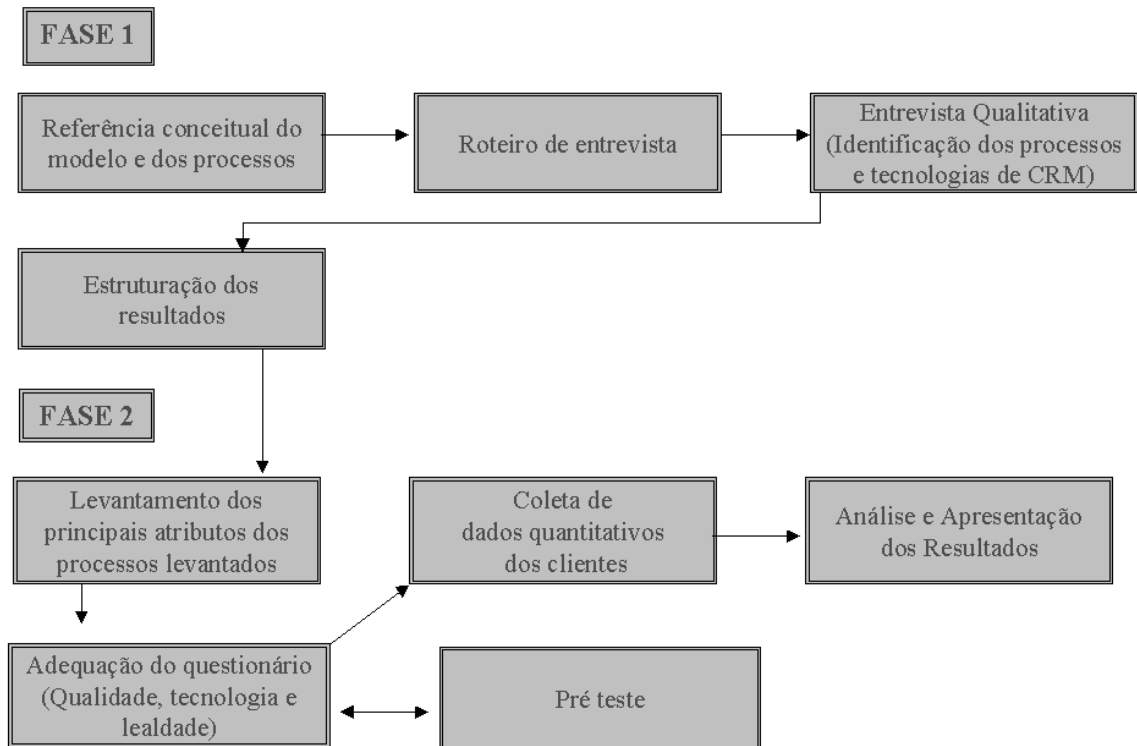 FASE 1
Referência conceitual do
modelo e dos processos
Roteiro de entrevista
Entrevista Qualitativa
(Identificação dos processos
e tecnologias de CRM)
Estruturação dos
resultados
FASE 2
Levantamento dos
principais atributos dos
processos levantados
Coleta de
dados quantitativos
dos clientes
Análise e Apresentação
dos Resultados
Adequação do questionário
(Qualidade, tecnologia e
lealdade)
Pré teste